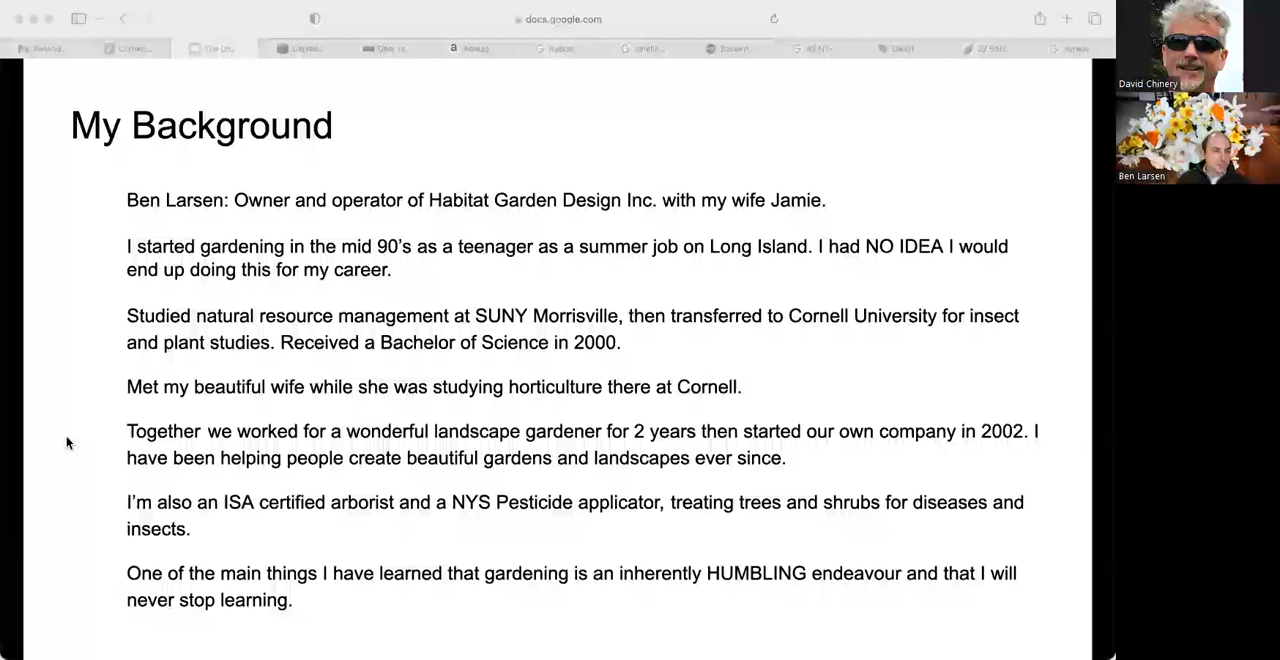 docs.google.com
My Background
Ben Larsen: Owner and operator of Habitat Garden Design Inc. with my wife Jamie.
I started gardening in the mid 90's as a teenager as a summer job on Long Island. I had NO IDEA I would
end up doing this for my career.
Studied natural resource management at SUNY Morrisville, then transferred to Cornell University for insect
and plant studies. Received a Bachelor of Science in 2000.
Met my beautiful wife while she was studying horticulture there at Cornell.
Together we worked for a wonderful landscape gardener for 2 years then started our own company in 2002. I
have been helping people create beautiful gardens and landscapes ever since.
I'm also an ISA certified arborist and a NYS Pesticide applicator, treating trees and shrubs for diseases and
insects.
One of the main things I have learned that gardening is an inherently HUMBLING endeavour and that I will
never stop learning.
David Chinery
Ben Larsen